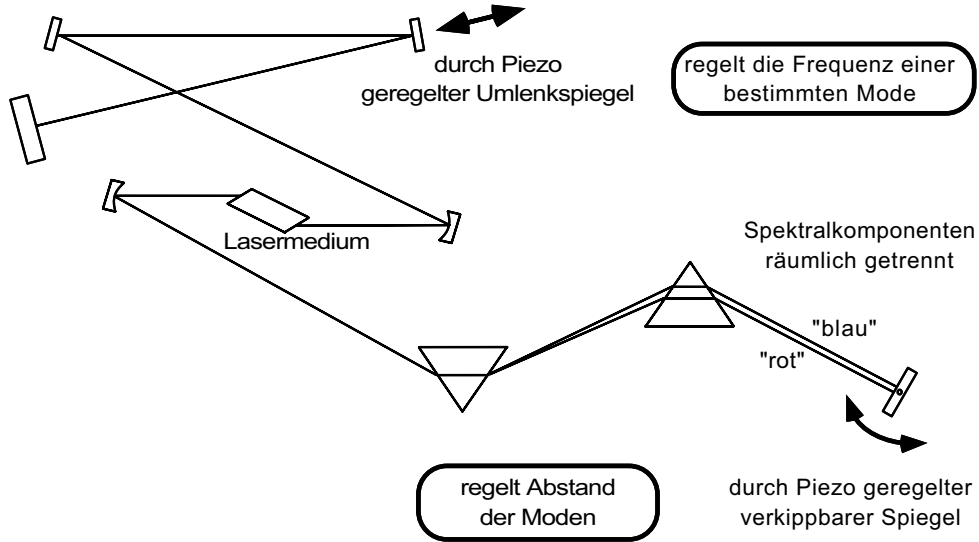 durch Piezo
geregelter Umlenkspiegel
regelt die Frequenz einer
bestimmten Mode
Lasermedium
Spektralkomponenten
räumlich getrennt
"blau"
"rot"
regelt Abstand
der Moden
durch Piezo geregelter
verkippbarer Spiegel